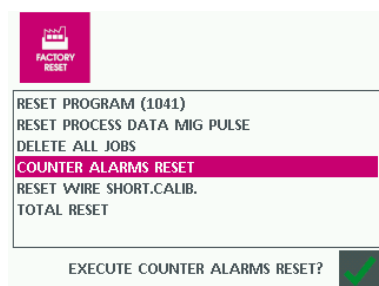 FACTORY
RESET
RESET PROGRAM (1041)
RESET PROCESS DATA MIG PULSE
DELETE ALL JOBS
COUNTER ALARMS RESET
RESET WIRE SHORT.CALIB.
TOTAL RESET
EXECUTE COUNTER ALARMS RESET?